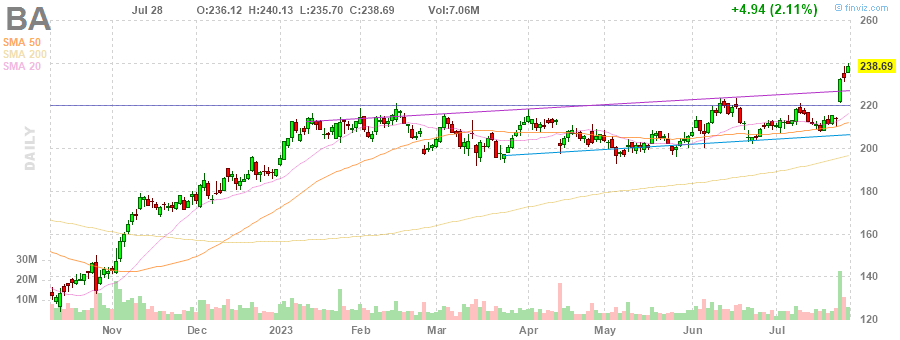 BA Jul 28 O:236.12 H:240.13 L:235.70 C:238.69 Vol:7.06M +4.94 (2.11%) finviz.com
SMA 50
SMA 200
SMA 20
DAILY
260
238.69
220
200
180
160
140
120
30M
20M
10M
Nov Dec 2023 Feb Mar Apr May Jun Jul